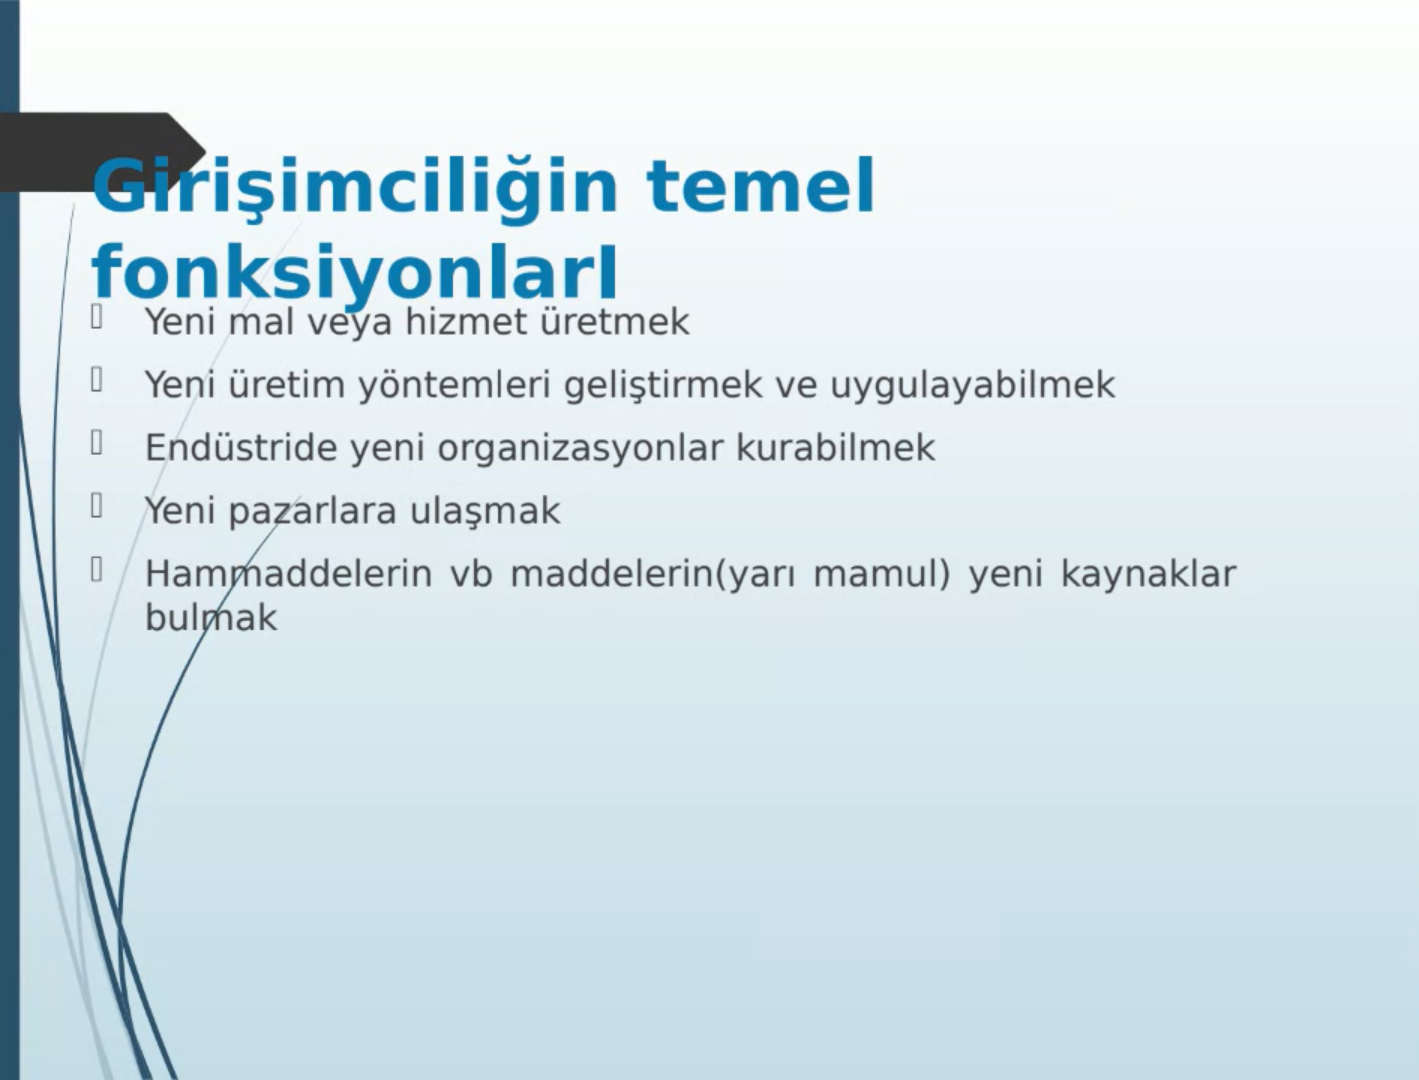 Girişimciliğin temel
fonksiyonlarI
Yeni mal veya hizmet üretmek
Yeni üretim yöntemleri geliştirmek ve uygulayabilmek
Endüstride yeni organizasyonlar kurabilmek
Yeni pazarlara ulaşmak
Hammaddelerin vb maddelerin(yarı mamul) yeni kaynaklar
bulmak